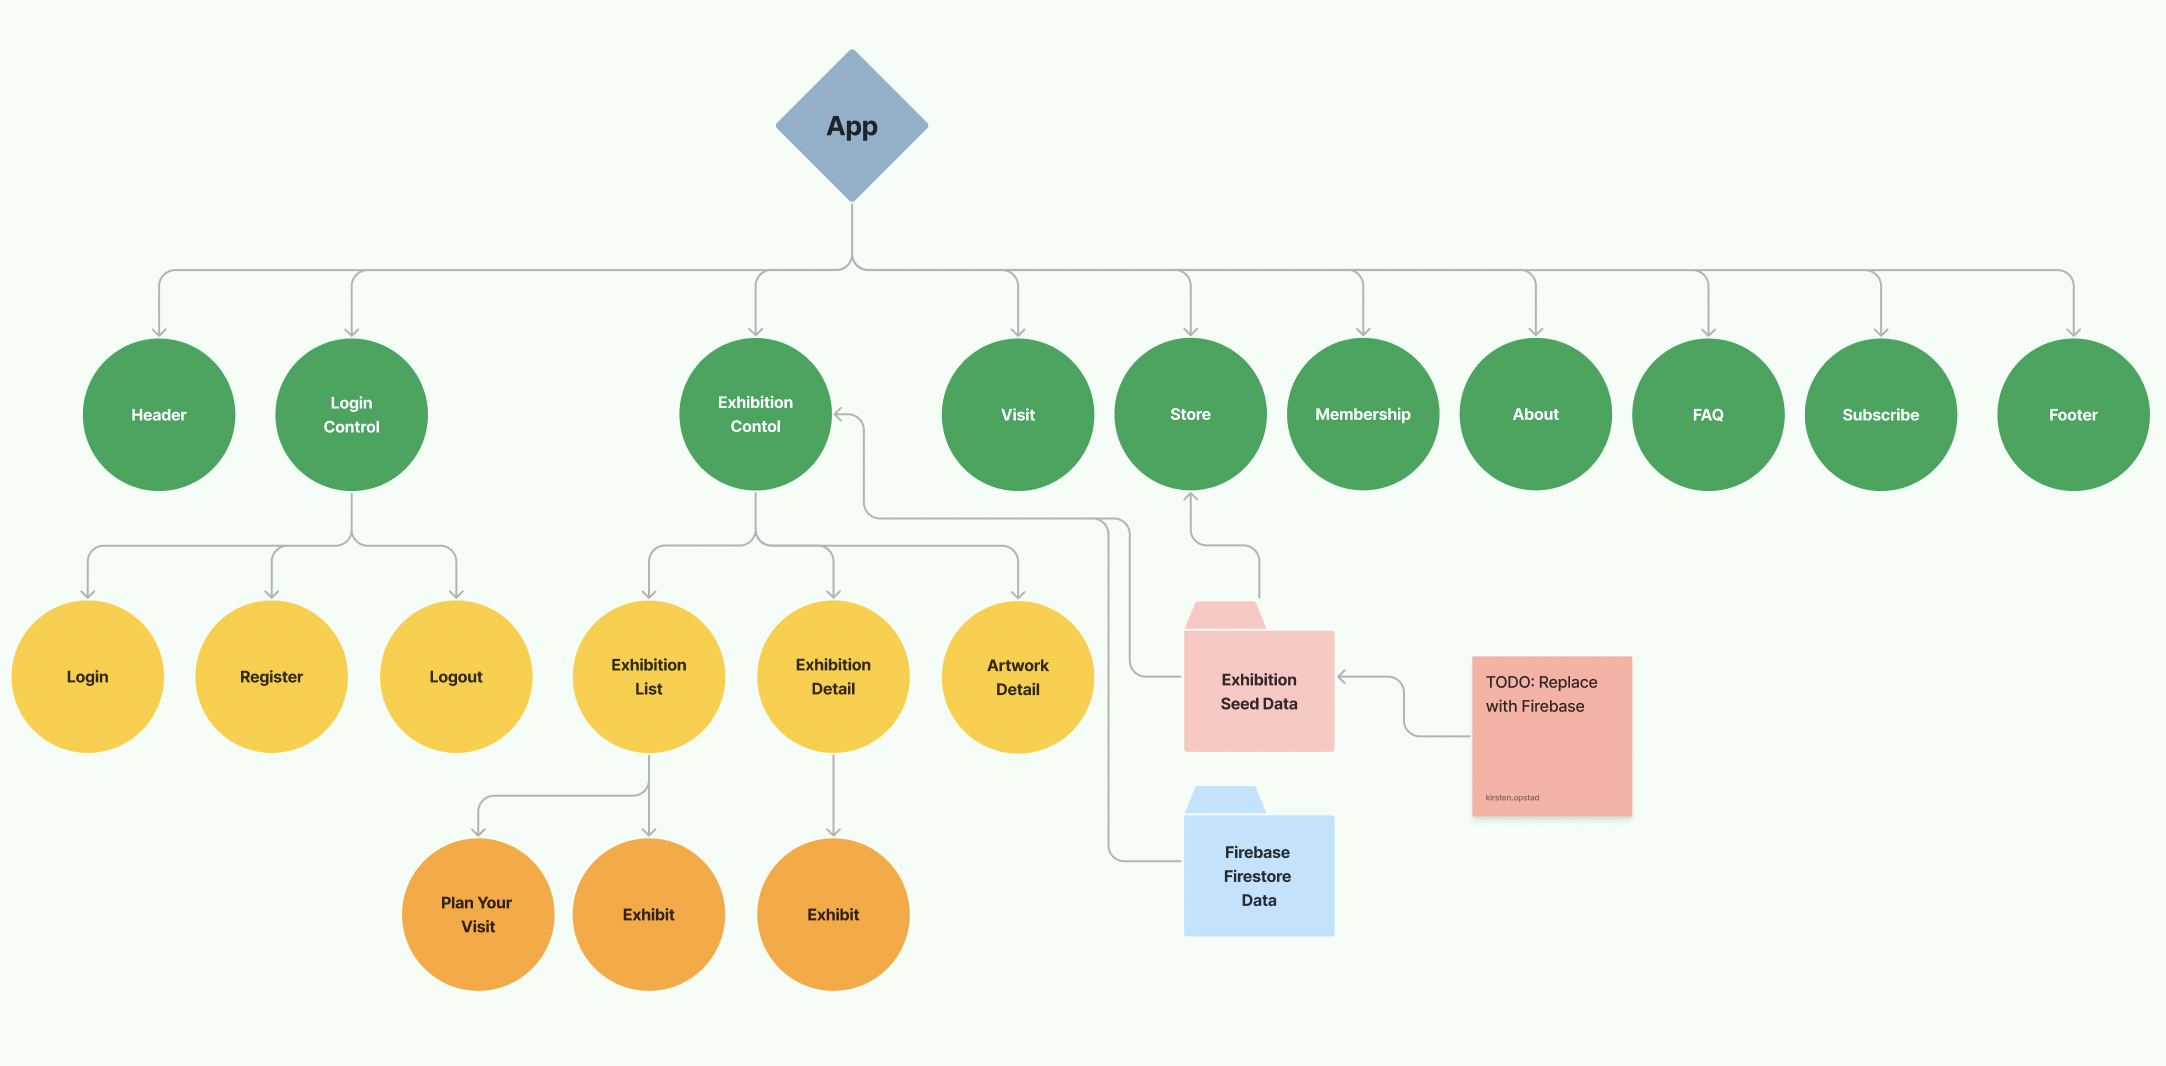 App
Header
Login
Control
Exhibition
Contol
Visit
Store
Membership
About
FAQ
Subscribe
Footer
Login
Register
Logout
Exhibition
List
Exhibition
Detail
Artwork
Detail
Exhibition
Seed Data
TODO: Replace
with Firebase
kirsten.opstad
Plan Your
Visit
Exhibit
Exhibit
Firebase
Firestore
Data